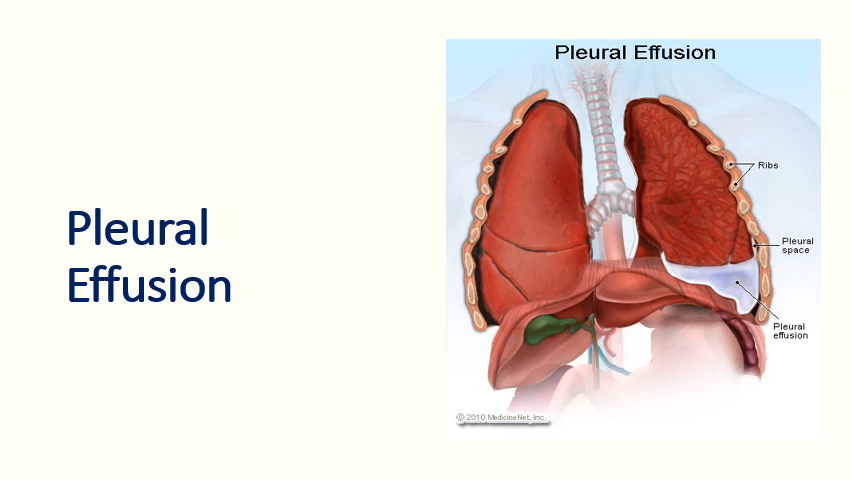 Pleural
Effusion
Pleural Effusion
Ribs
Pleural
space
Pleural
effusion
© 2010 MedicineNet, Inc.